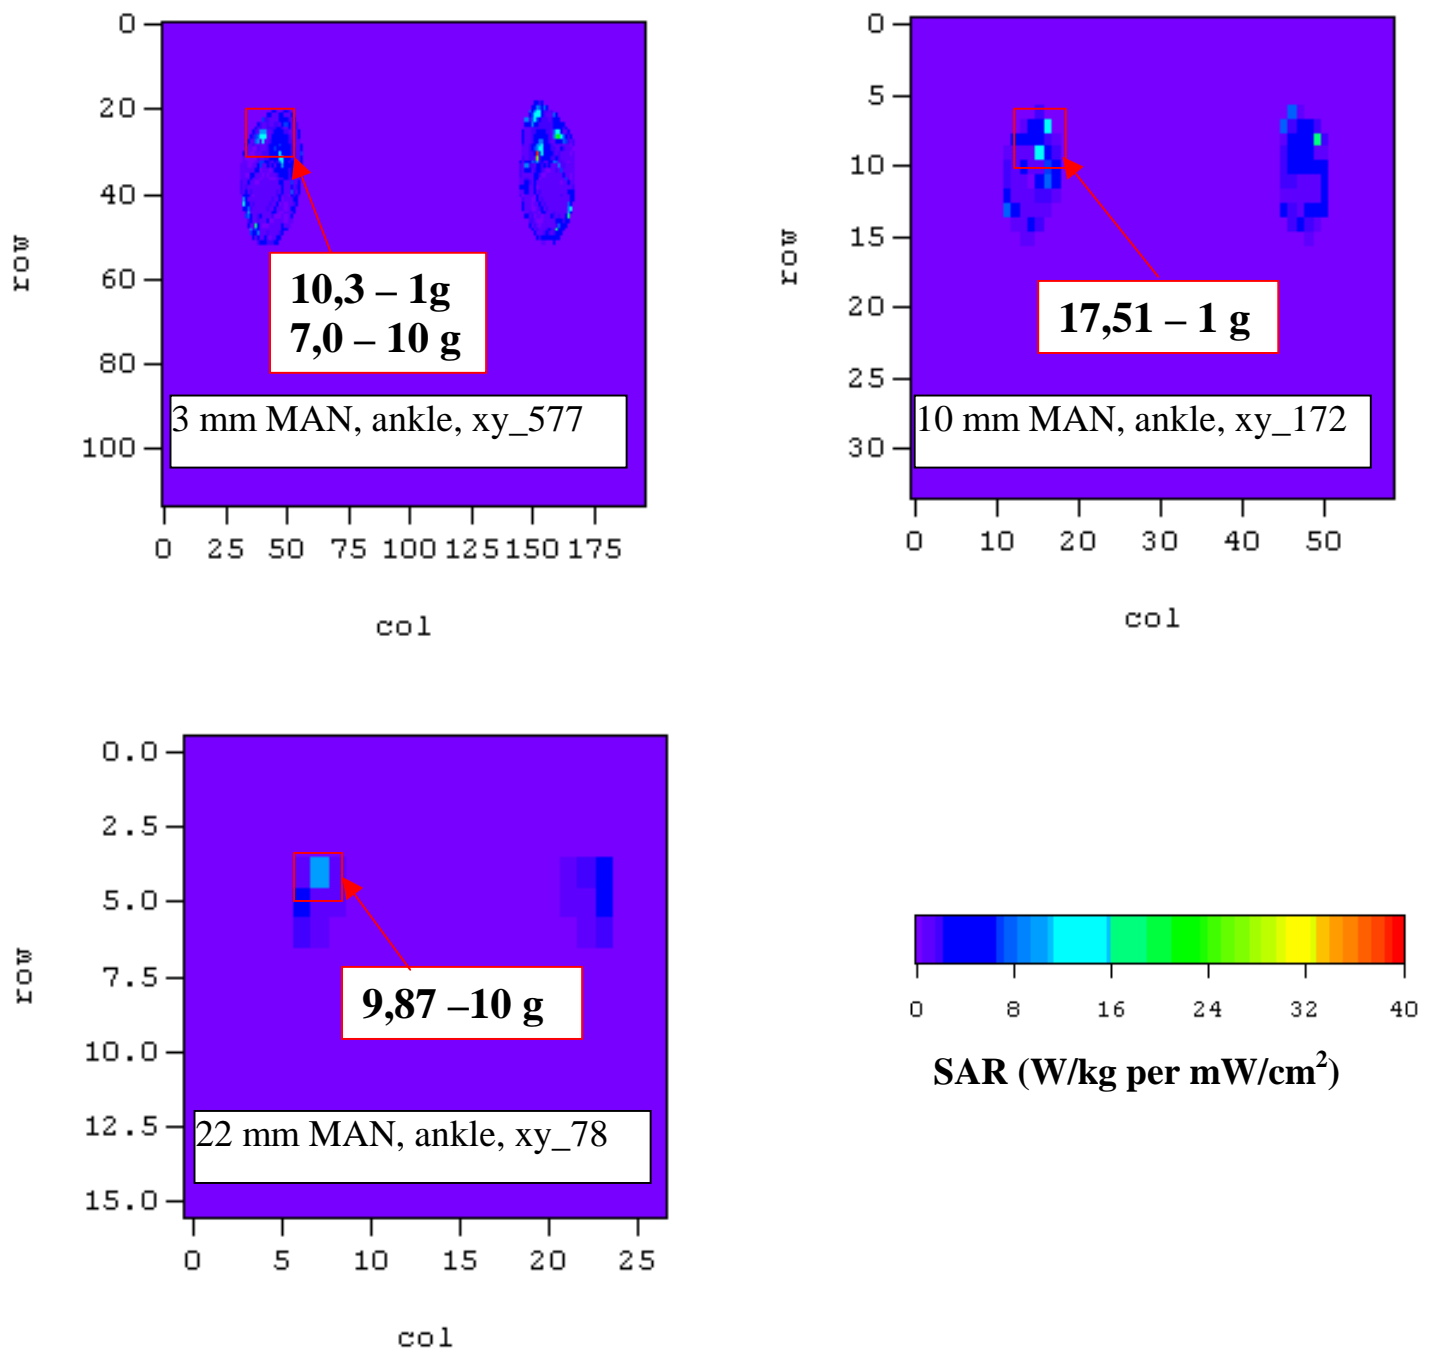 0
20
40
60
80
100
row
10,3 – 1g
7,0 – 10 g
3 mm MAN, ankle, xy_577
0 25 50 75 100 125 150 175
col
0
5
10
15
20
25
30
row
17,51 – 1 g
10 mm MAN, ankle, xy_172
0 10 20 30 40 50
col
0.0
2.5
5.0
7.5
10.0
12.5
15.0
row
9,87 –10 g
22 mm MAN, ankle, xy_78
0 5 10 15 20 25
col
0 8 16 24 32 40
SAR (W/kg per mW/cm²)